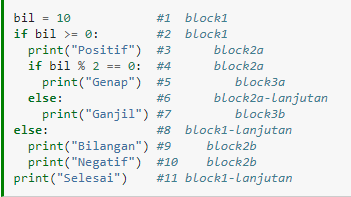 bil = 10 #1 block1
if bil >= 0: #2 block1
  print("Positif") #3 block2a
  if bil % 2 == 0: #4 block2a
    print("Genap") #5 block3a
  else: #6 block2a-lanjutan
    print("Ganjil") #7 block3b
else: #8 block1-lanjutan
  print("Bilangan") #9 block2b
  print("Negatif") #10 block2b
print("Selesai") #11 block1-lanjutan